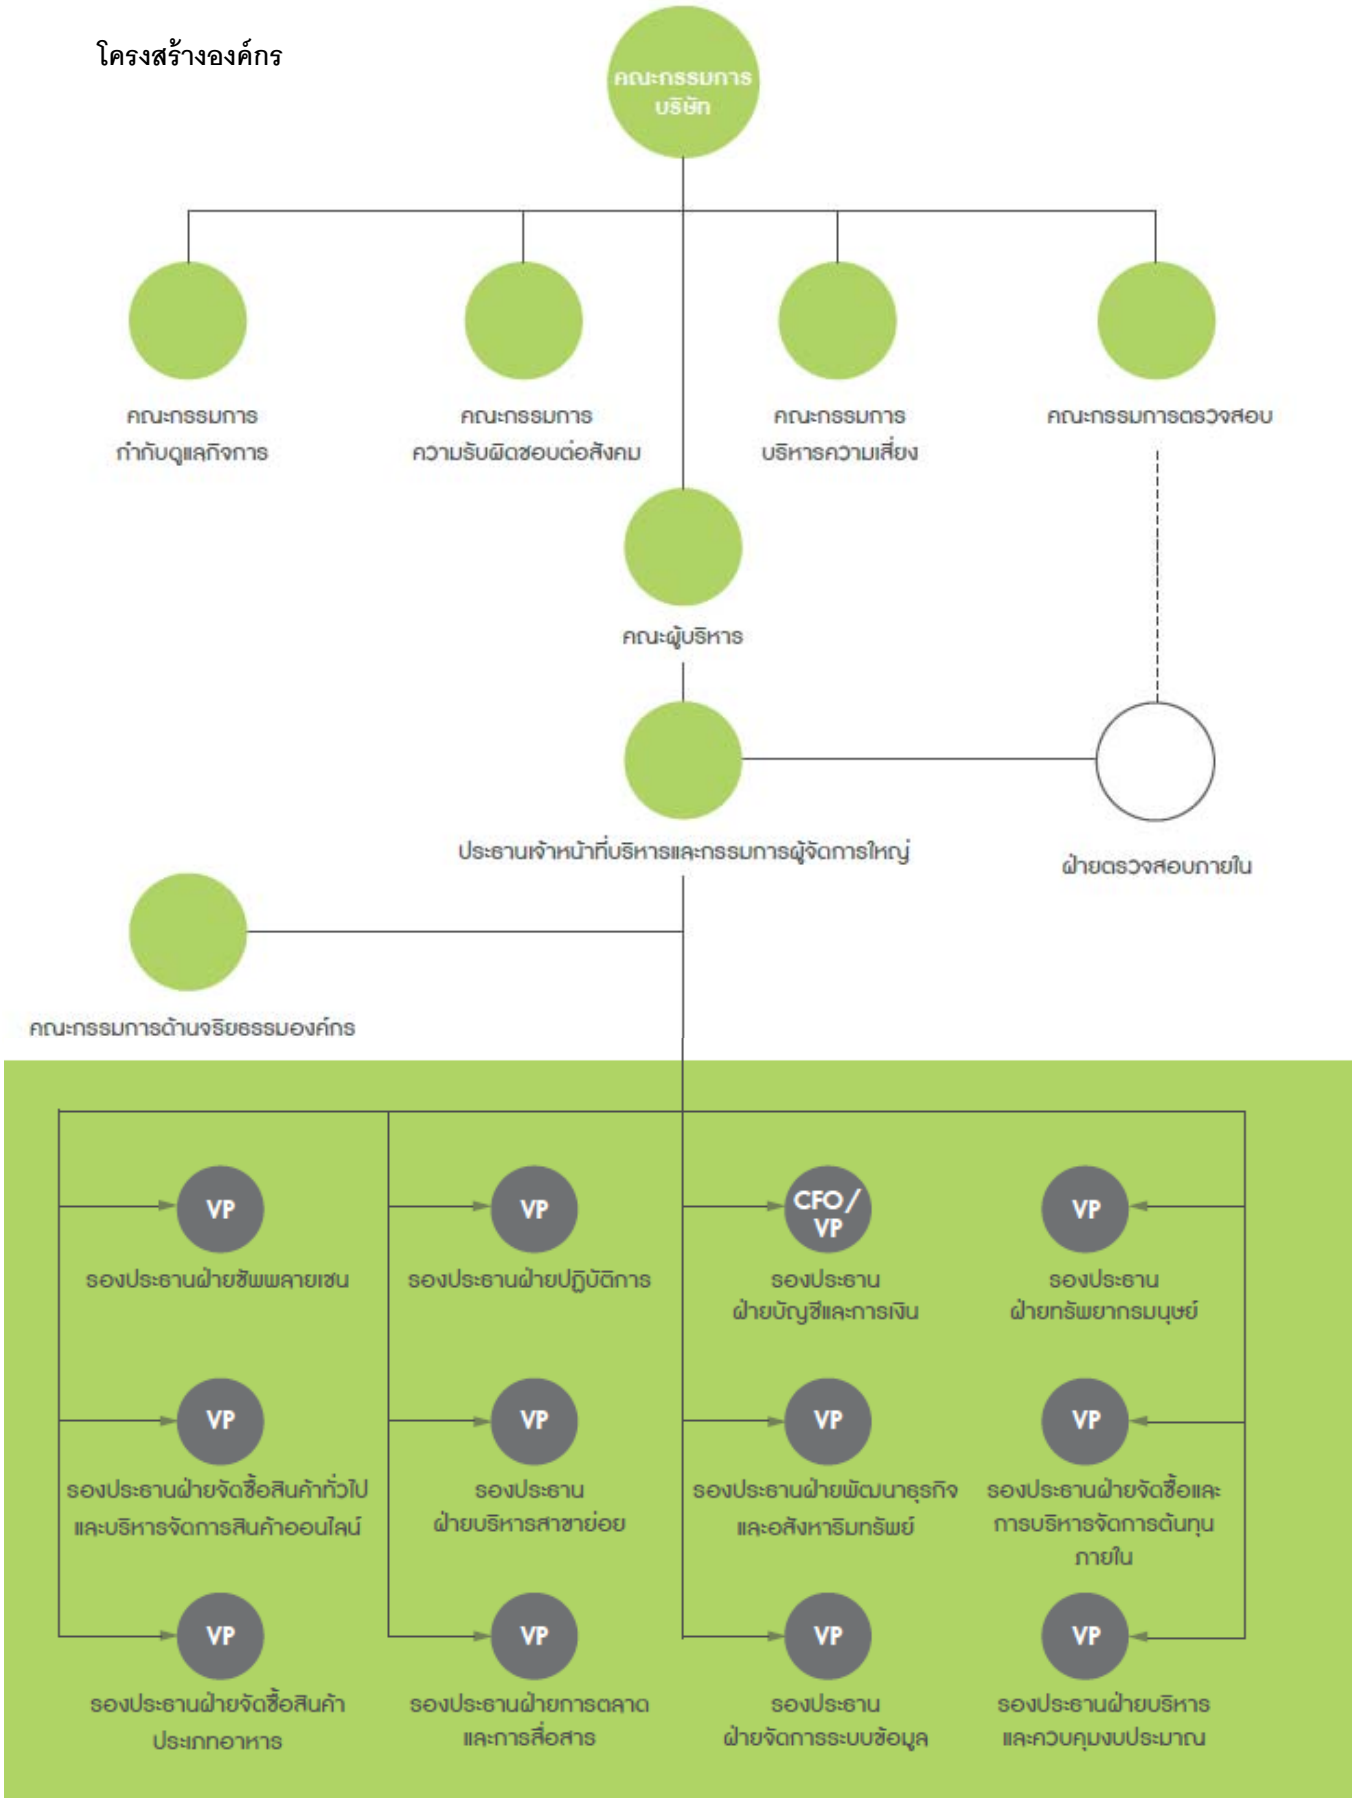 โครงสร้างองค์กร
คณะกรรมการ
บริษัท
คณะกรรมการ
กำกับดูแลกิจการ
คณะกรรมการ
ความรับผิดชอบต่อสังคม
คณะกรรมการ
บริหารความเสี่ยง
คณะกรรมการตรวจสอบ
คณะผู้บริหาร
ประธานเจ้าหน้าที่บริหารและกรรมการผู้จัดการใหญ่
ฝ่ายตรวจสอบภายใน
คณะกรรมการด้านจริยธรรมองค์กร
VP
รองประธานฝ่ายซัพพลายเชน
VP
รองประธานฝ่ายปฏิบัติการ
CFO/
VP
รองประธาน
ฝ่ายบัญชีและการเงิน
VP
รองประธาน
ฝ่ายทรัพยากรมนุษย์
VP
รองประธานฝ่ายจัดซื้อสินค้าทั่วไป
และบริหารจัดการสินค้าออนไลน์
VP
รองประธาน
ฝ่ายบริหารสาขาย่อย
VP
รองประธานฝ่ายพัฒนาธุรกิจ
และอสังหาริมทรัพย์
VP
รองประธานฝ่ายจัดซื้อและ
การบริหารจัดการต้นทุน
ภายใน
VP
รองประธานฝ่ายจัดซื้อสินค้า
ประเภทอาหาร
VP
รองประธานฝ่ายการตลาด
และการสื่อสาร
VP
รองประธาน
ฝ่ายจัดการระบบข้อมูล
VP
รองประธานฝ่ายบริหาร
และควบคุมงบประมาณ